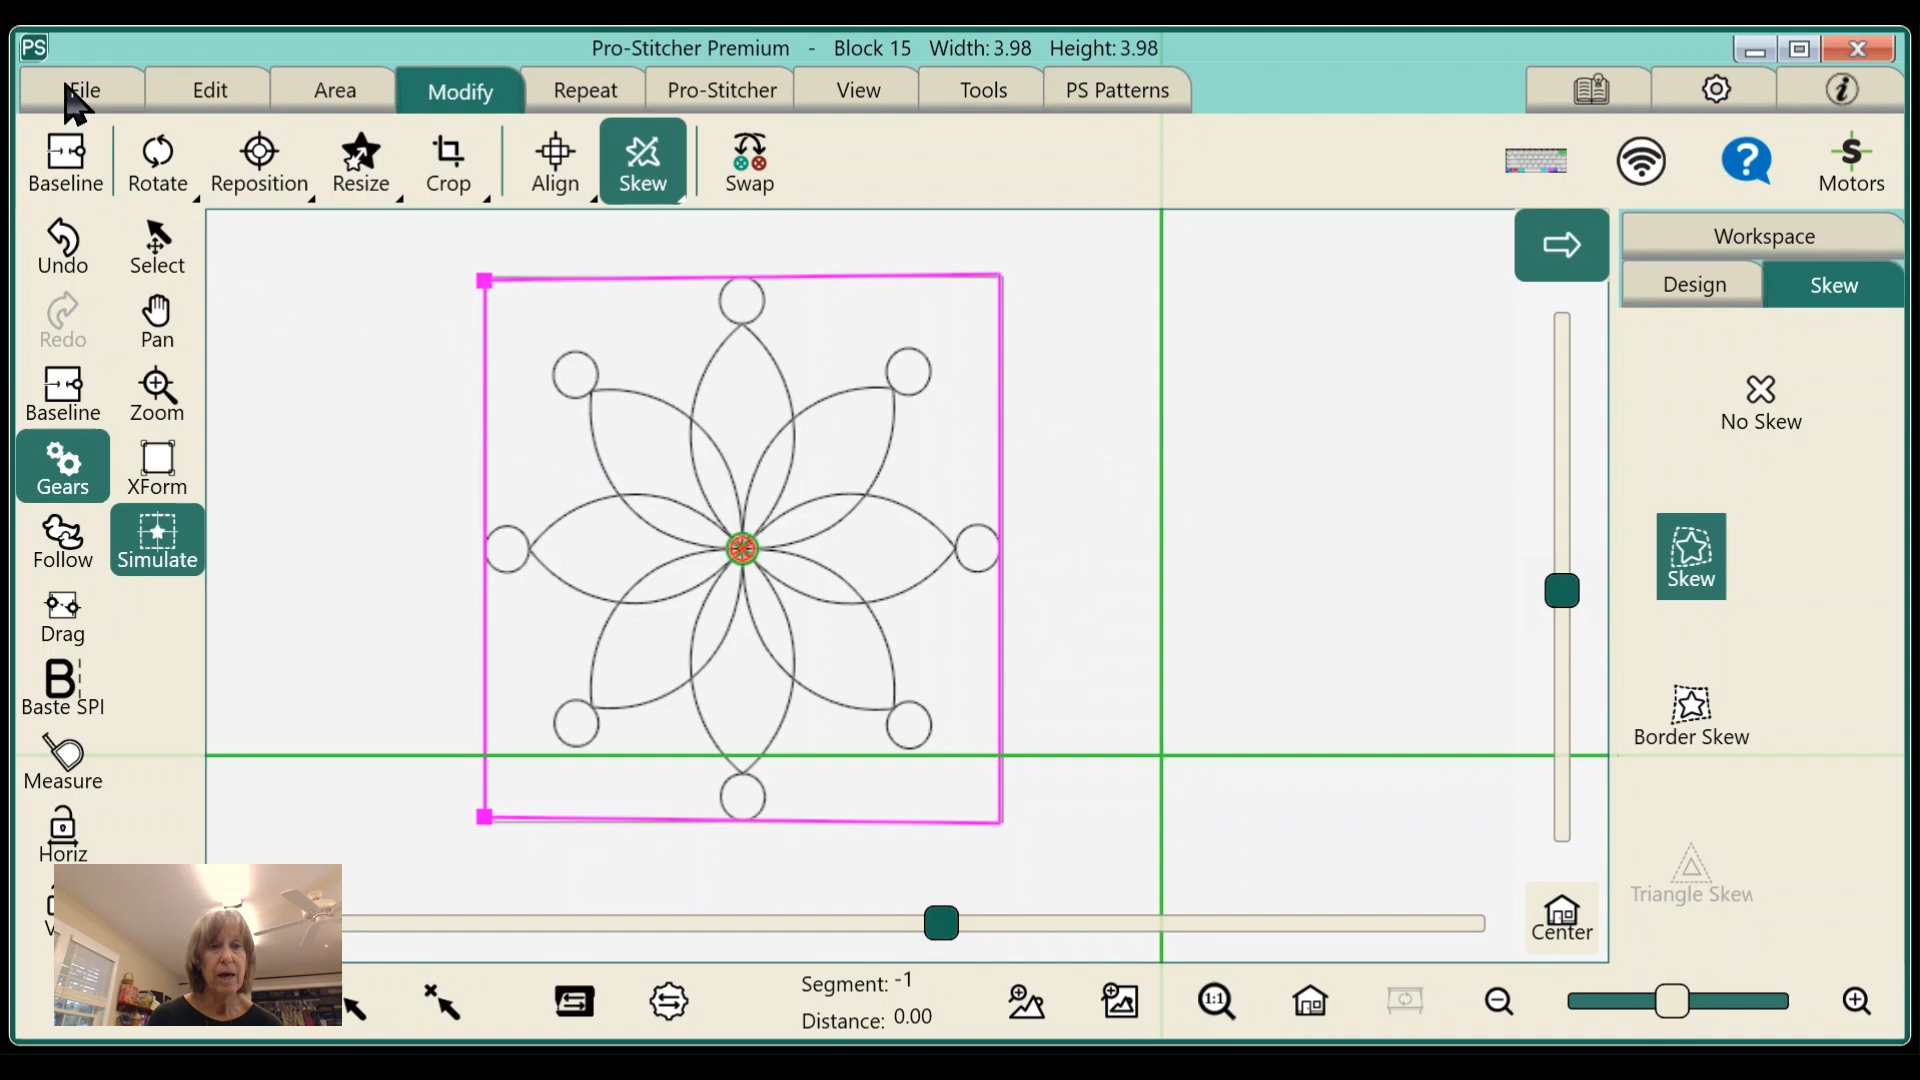 PS
Pro-Stitcher Premium - Block 15 Width: 3.98 Height: 3.98
File Edit Area Modify Repeat Pro-Stitcher View Tools PS Patterns
Baseline Rotate Reposition Resize Crop Align Skew Swap Motors
Undo Select
Redo Pan
Baseline Zoom
Gears XForm
Follow Simulate
Drag
B
Baste SPI
Measure
Horiz
Workspace
Design Skew
No Skew
Skew
Border Skew
Triangle Skew
Center
Segment: -1
Distance: 0.00
1:1